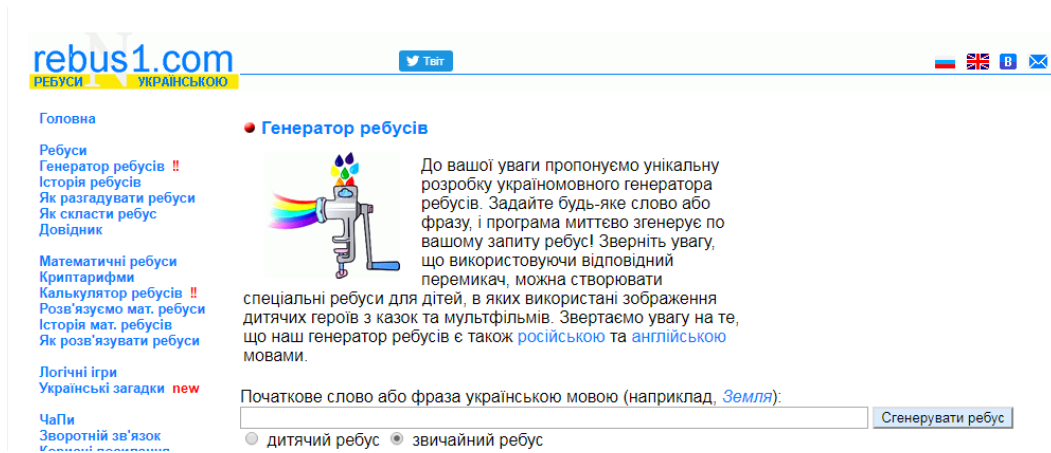 rebus1.com
РЕБУСИ N УКРАЇНСЬКОЮ
Твіт
B
Головна
Ребуси
Генератор ребусів !!
Історія ребусів
Як разгадувати ребуси
Як скласти ребус
Довідник
Математичні ребуси
Криптарифми
Калькулятор ребусів !!
Розв'язуємо мат. ребуси
Історія мат. ребусів
Як розв'язувати ребуси
Логічні ігри
Українські загадки new
ЧаПи
Зворотній зв'язок
Корисні посилання
Генератор ребусів
До вашої уваги пропонуємо унікальну
розробку україномовного генератора
ребусів. Задайте будь-яке слово або
фразу, і програма миттєво згенерує по
вашому запиту ребус! Зверніть увагу,
що використовуючи відповідний
перемикач, можна створювати
спеціальні ребуси для дітей, в яких використані зображення
дитячих героїв з казок та мультфільмів. Звертаємо увагу на те,
що наш генератор ребусів є також російською та англійською
мовами.
Початкове слово або фраза українською мовою (наприклад, Земля):
Сгенерувати ребус
дитячий ребус звичайний ребус